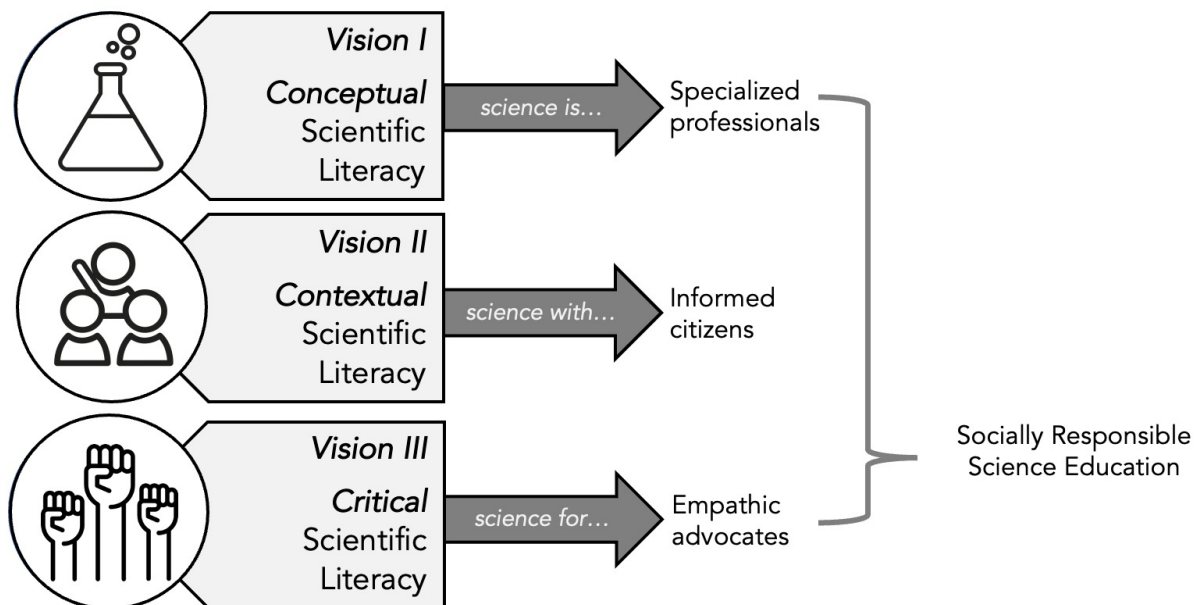 Vision I
Conceptual
Scientific
Literacy
science is...
Specialized
professionals
Vision II
Contextual
Scientific
Literacy
science with...
Informed
citizens
Vision III
Critical
Scientific
Literacy
science for...
Empathic
advocates
Socially Responsible
Science Education